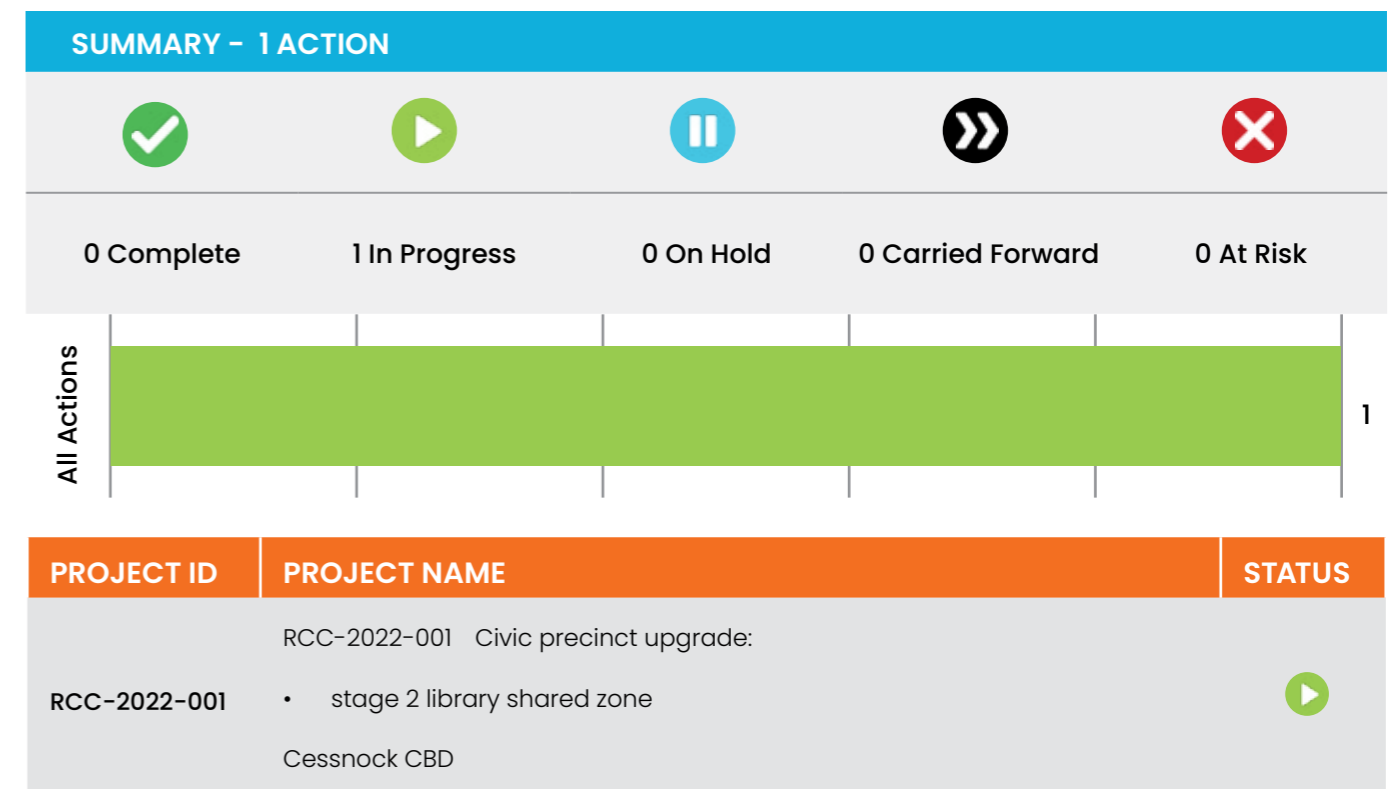 SUMMARY - 1 ACTION
0 Complete 1 In Progress 0 On Hold 0 Carried Forward 0 At Risk
All Actions
1
PROJECT ID PROJECT NAME STATUS
RCC-2022-001 Civic precinct upgrade:
RCC-2022-001 • stage 2 library shared zone
Cessnock CBD